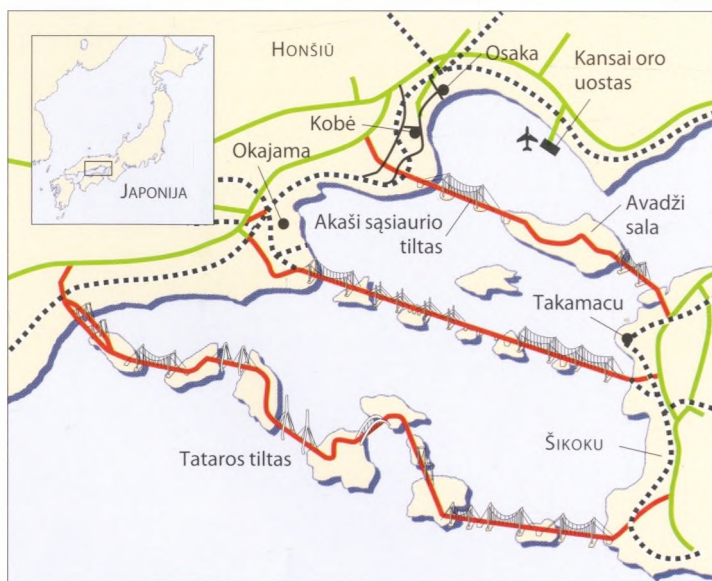 HONŠIŪ
Osaka
Kansai oro
uostas
Kobė
Okajama
JAPONIJA
Akaši sąsiaurio
tiltas
Avadži
sala
Takamacu
ŠIKOKU
Tataros tiltas